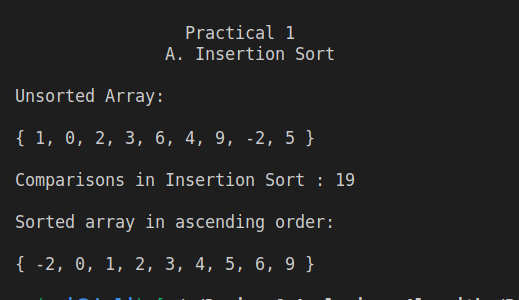 Practical 1
A. Insertion Sort
Unsorted Array:
{ 1, 0, 2, 3, 6, 4, 9, -2, 5 }
Comparisons in Insertion Sort : 19
Sorted array in ascending order:
{ -2, 0, 1, 2, 3, 4, 5, 6, 9 }